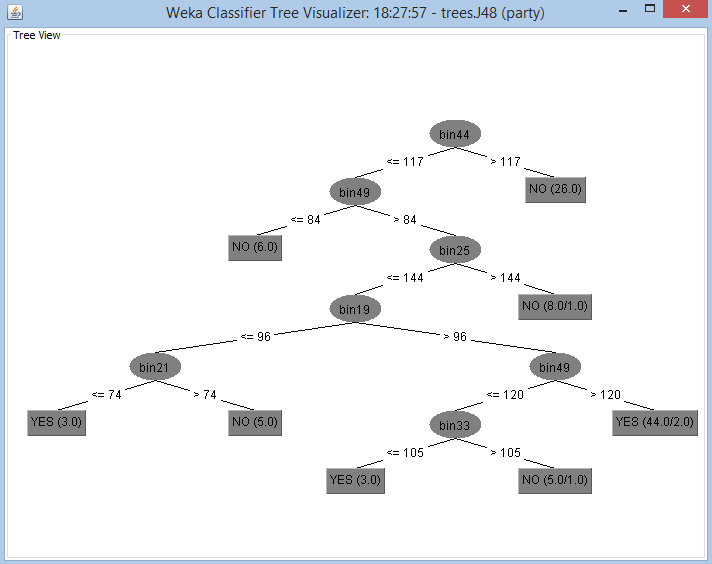 Weka Classifier Tree Visualizer: 18:27:57 - trees.J48 (party)
Tree View
bin44
<= 117
> 117
bin49
NO (26.0)
<= 84
> 84
NO (6.0)
bin25
<= 144
> 144
bin19
NO (8.0/1.0)
<= 96
> 96
bin21
bin49
<= 74
> 74
<= 120
> 120
YES (3.0)
NO (5.0)
bin33
YES (44.0/2.0)
<= 105
> 105
YES (3.0)
NO (5.0/1.0)